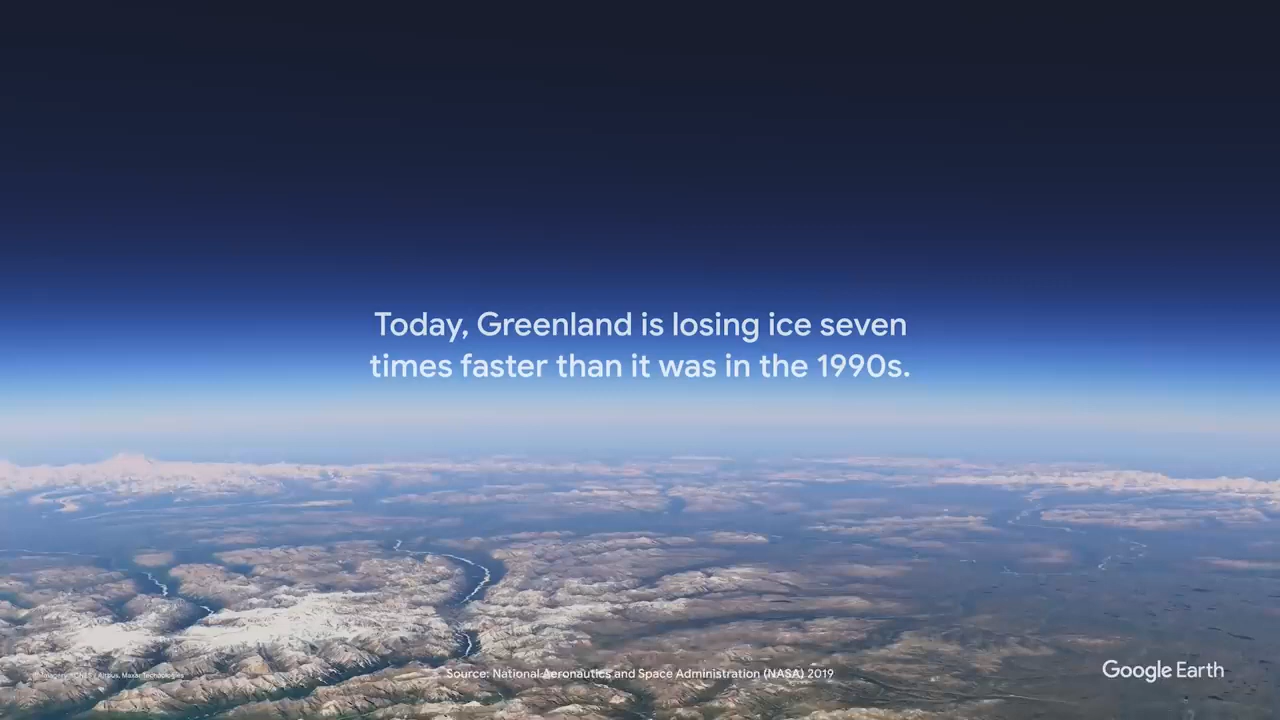 Today, Greenland is losing ice seven
times faster than it was in the 1990s.
Source: National Aeronautics and Space Administration (NASA) 2019
Google Earth